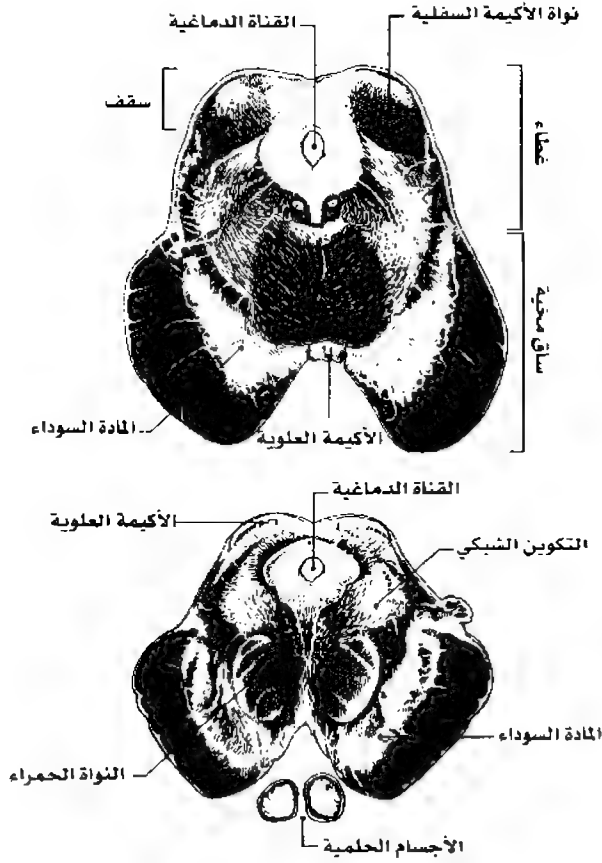 القناة الدماغية
نواة الأكيمة السفلية
سقف
غطاء
ساق مخية
المادة السوداء
الأكيمة العلوية
القناة الدماغية
الأكيمة العلوية
التكوين الشبكي
المادة السوداء
النواة الحمراء
الأجسام الحلمية